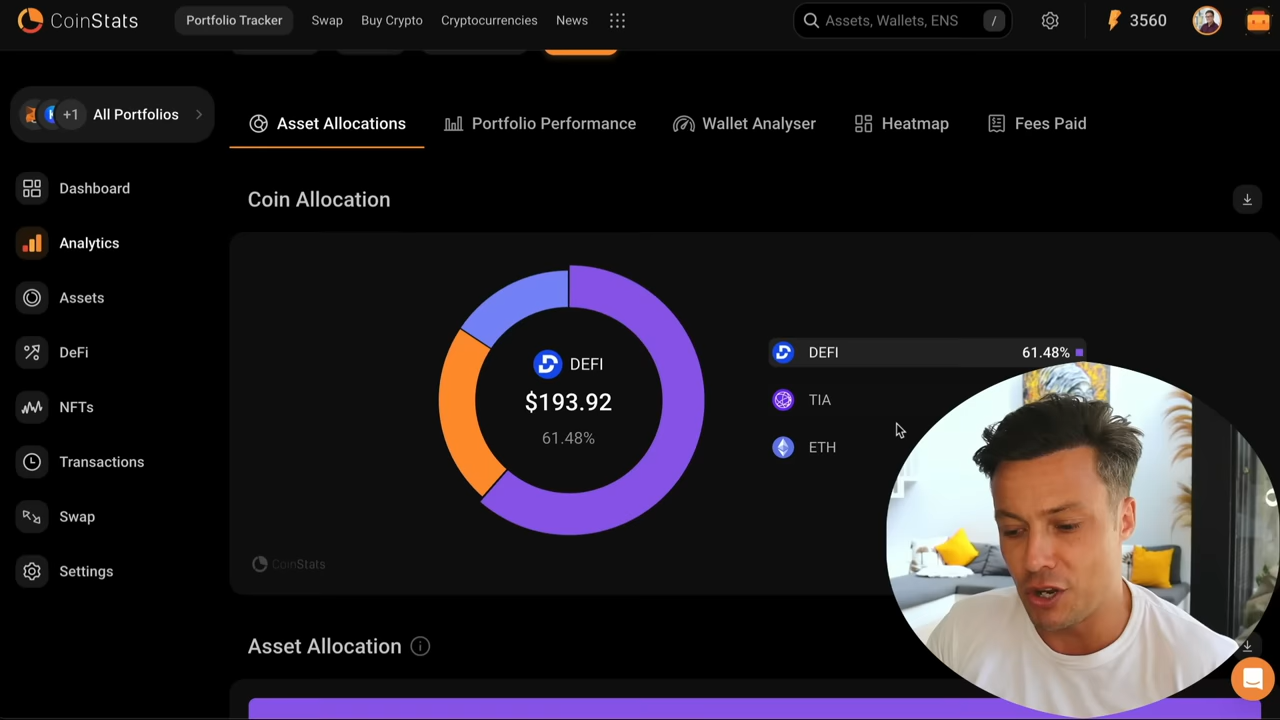 CoinStats
Portfolio Tracker
Swap
Buy Crypto
Cryptocurrencies
News
Assets, Wallets, ENS
/
3560
+1
All Portfolios
Dashboard
Analytics
Assets
DeFi
NFTs
Transactions
Swap
Settings
Asset Allocations
Portfolio Performance
Wallet Analyser
Heatmap
Fees Paid
Coin Allocation
DEFI
$193.92
61.48%
DEFI
61.48%
TIA
ETH
CoinStats
Asset Allocation